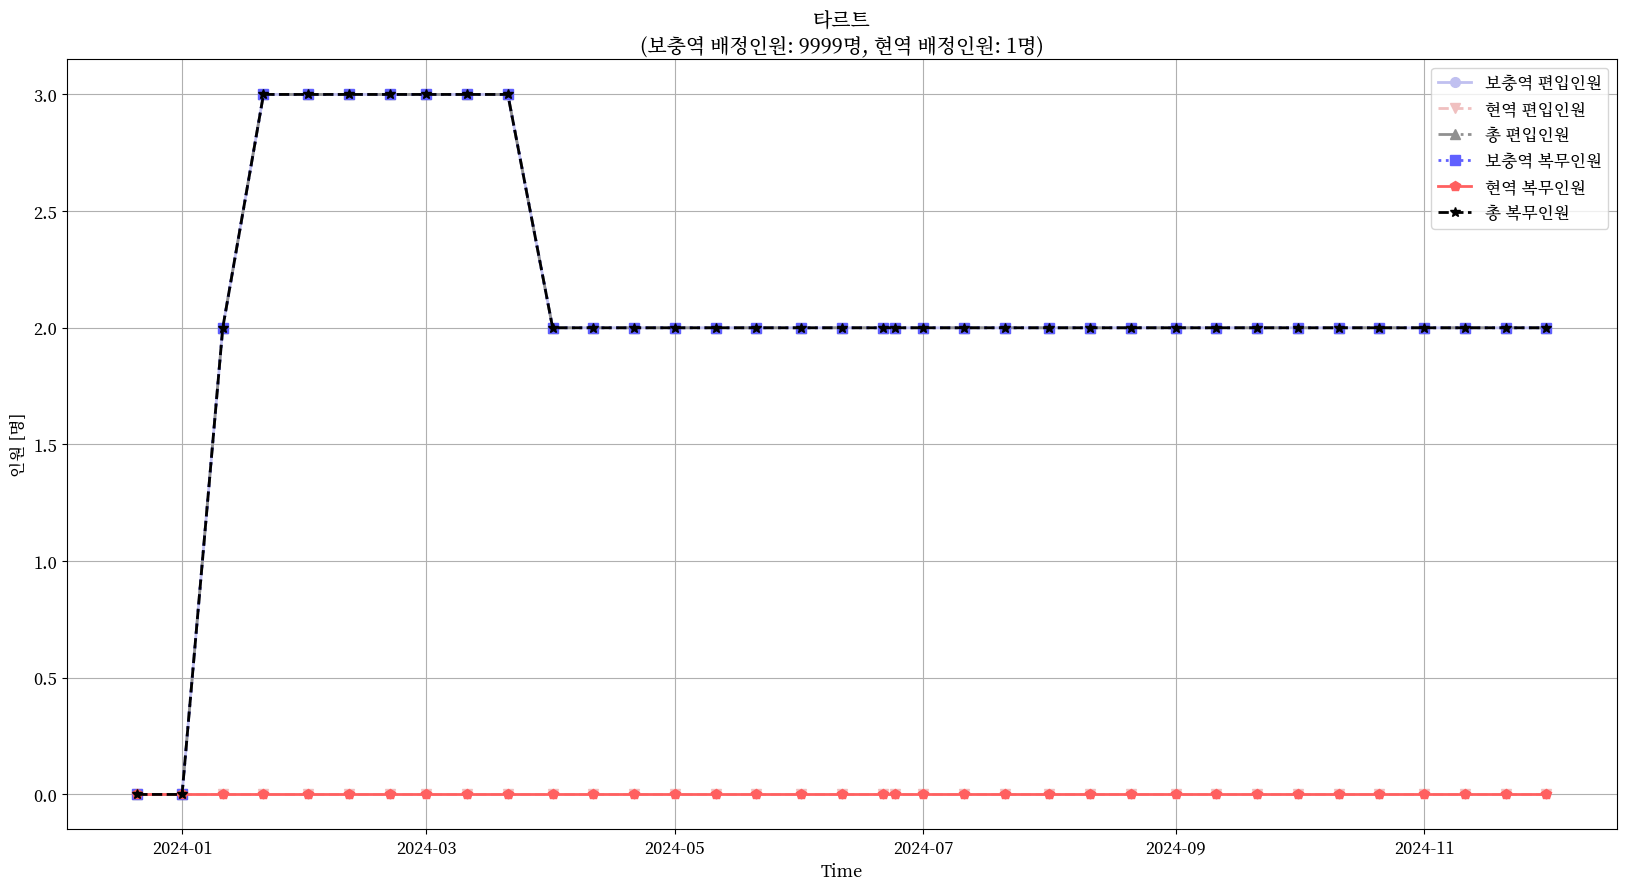 타르트
(보충역 배정인원: 9999명, 현역 배정인원: 1명)
보충역 편입인원
현역 편입인원
총 편입인원
보충역 복무인원
현역 복무인원
총 복무인원
인원 [명]
3.0
2.5
2.0
1.5
1.0
0.5
0.0
2024-01
2024-03
2024-05
2024-07
2024-09
2024-11
Time